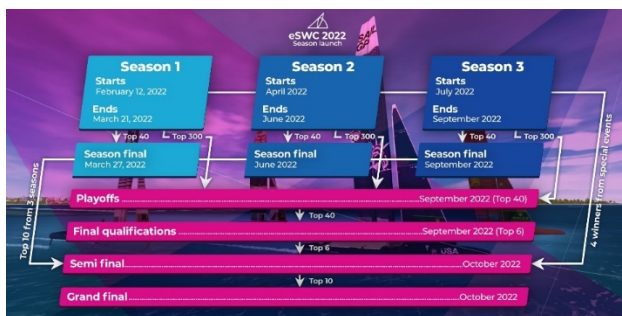 eSWC 2022
Season launch
SAIL
GP
Season 1
Starts
February 12, 2022
Ends
March 21, 2022
Season 2
Starts
April 2022
Ends
June 2022
Season 3
Starts
July 2022
Ends
September 2022
Top 40
Top 300
Top 40
Top 300
Top 40
Top 300
Season final
March 27, 2022
Season final
June 2022
Season final
September 2022
Top 10 from 3 seasons
4 winners from special events
Playoffs September 2022 (Top 40)
Top 40
Final qualifications September 2022 (Top 6)
USA
Top 6
Semi final October 2022
Top 10
Grand final October 2022